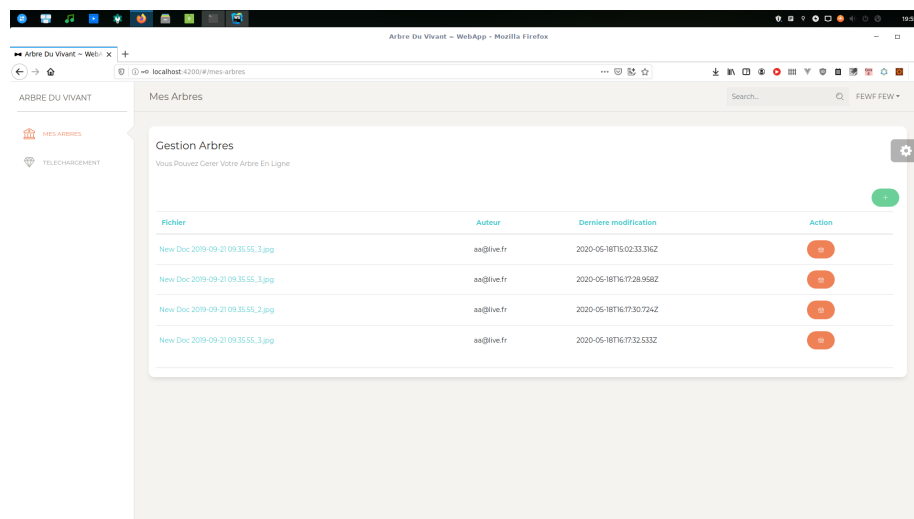 19:5
Arbre Du Vivant ~ WebApp - Mozilla Firefox
Arbre Du Vivant ~ WebA
localhost:4200/#/mes-arbres
ARBRE DU VIVANT
Mes Arbres
Search...
FEWF FEW
MES ARBRES
TELECHARGEMENT
Gestion Arbres
Vous Pouvez Gerer Votre Arbre En Ligne
+
Fichier Auteur Derniere modification Action
New Doc 2019-09-21 09.35.55_3.jpg aa@live.fr 2020-05-18T15:02:33.316Z
New Doc 2019-09-21 09.35.55_3.jpg aa@live.fr 2020-05-18T16:17:28.958Z
New Doc 2019-09-21 09.35.55_2.jpg aa@live.fr 2020-05-18T16:17:30.724Z
New Doc 2019-09-21 09.35.55_3.jpg aa@live.fr 2020-05-18T16:17:32.533Z